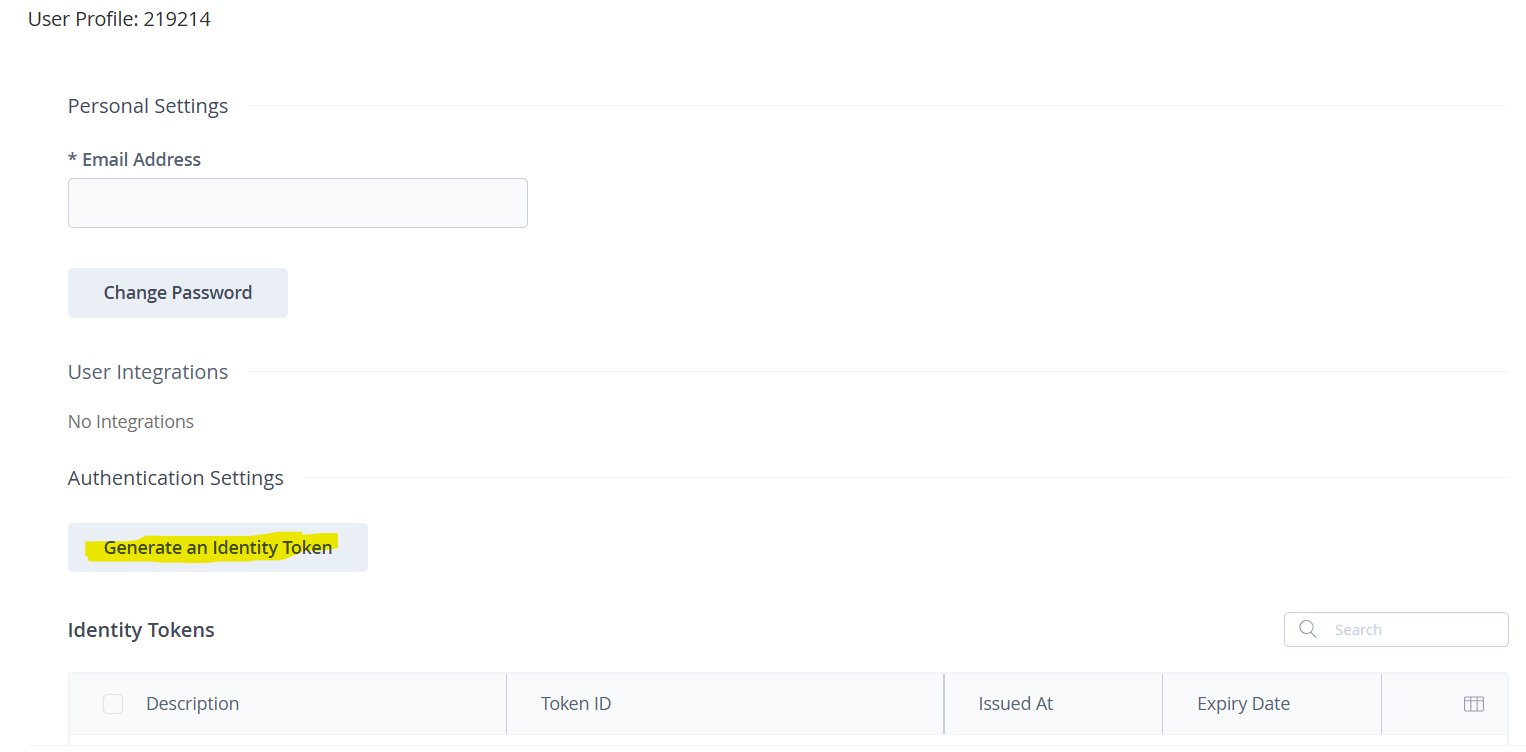 User Profile: 219214
Personal Settings
* Email Address
Change Password
User Integrations
No Integrations
Authentication Settings
Generate an Identity Token
Identity Tokens
Search
Description Token ID Issued At Expiry Date